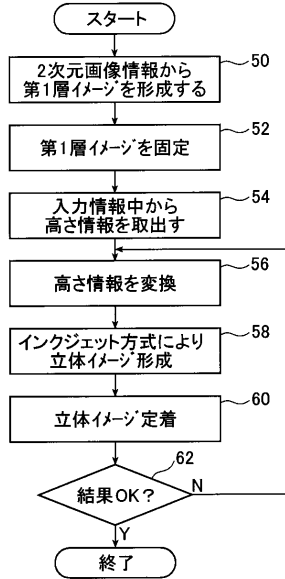 スタート
50
2次元画像情報から
第1層イメージを形成する
52
第1層イメージを固定
54
入力情報中から
高さ情報を取出す
56
高さ情報を変換
58
インクジェット方式により
立体イメージ形成
60
立体イメージ定着
62
結果OK?
N
Y
終了